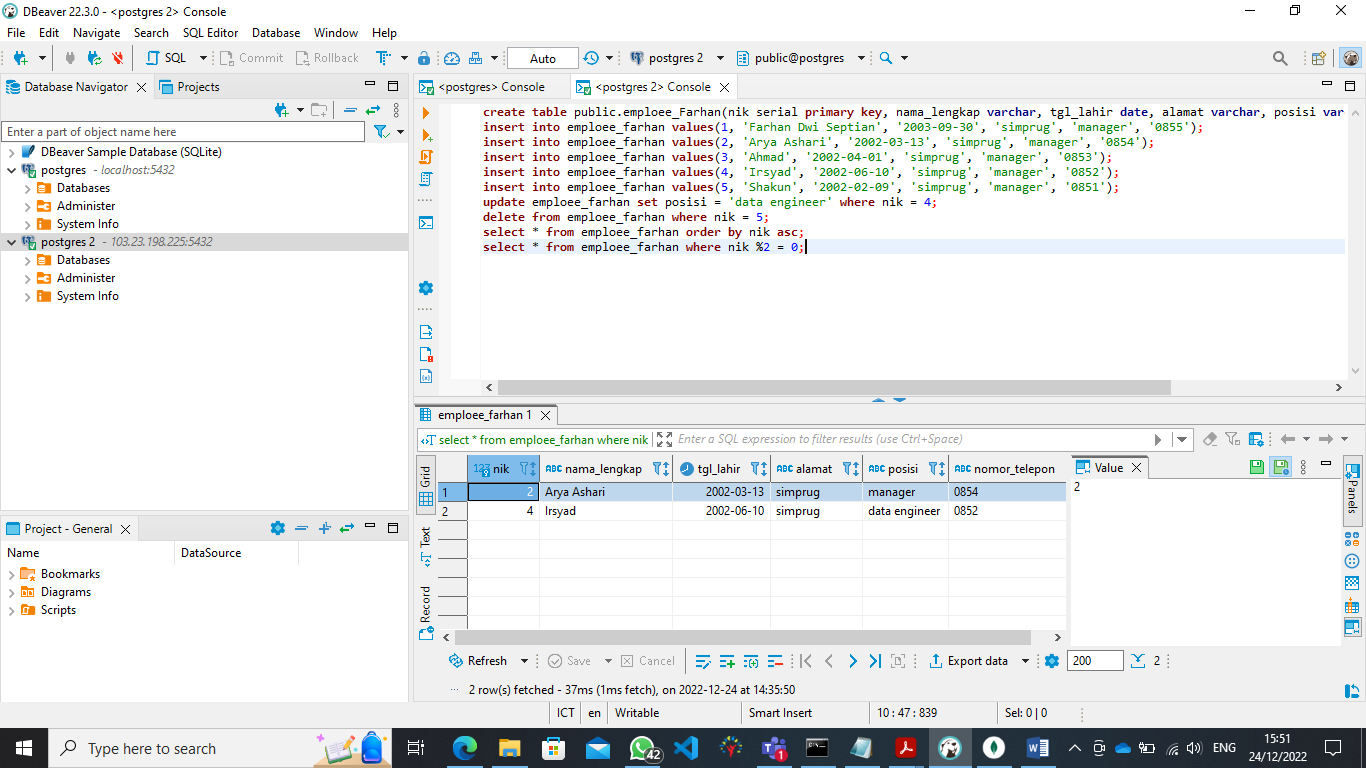 DBeaver 22.3.0 - <postgres 2> Console
File Edit Navigate Search SQL Editor Database Window Help
SQL Commit Rollback Auto postgres 2 public@postgres
Database Navigator Projects
Enter a part of object name here
DBeaver Sample Database (SQLite)
postgres - localhost:5432
Databases
Administer
System Info
postgres 2 - 103.23.198.225:5432
Databases
Administer
System Info
Project - General
Name DataSource
Bookmarks
Diagrams
Scripts
<postgres> Console <postgres 2> Console
create table public.emploee_Farhan(nik serial primary key, nama_lengkap varchar, tgl_lahir date, alamat varchar, posisi var
insert into emploee_farhan values(1, 'Farhan Dwi Septian', '2003-09-30', 'simprug', 'manager', '0855');
insert into emploee_farhan values(2, 'Arya Ashari', '2002-03-13', 'simprug', 'manager', '0854');
insert into emploee_farhan values(3, 'Ahmad', '2002-04-01', 'simprug', 'manager', '0853');
insert into emploee_farhan values(4, 'Irsyad', '2002-06-10', 'simprug', 'manager', '0852');
insert into emploee_farhan values(5, 'Shakun', '2002-02-09', 'simprug', 'manager', '0851');
update emploee_farhan set posisi = 'data engineer' where nik = 4;
delete from emploee_farhan where nik = 5;
select * from emploee_farhan order by nik asc;
select * from emploee_farhan where nik %2 = 0;
emploee_farhan 1
select * from emploee_farhan where nik Enter a SQL expression to filter results (use Ctrl+Space)
Grid
Text
Record
123 nik ABC nama_lengkap tgl_lahir ABC alamat ABC posisi ABC nomor_telepon
1 2 Arya Ashari 2002-03-13 simprug manager 0854
2 4 Irsyad 2002-06-10 simprug data engineer 0852
Value
2
Panels
Refresh Save Cancel Export data 200 2
2 row(s) fetched - 37ms (1ms fetch), on 2022-12-24 at 14:35:50
ICT en Writable Smart Insert 10 : 47 : 839 Sel: 0 | 0
Type here to search 42 1 ENG 15:51
24/12/2022